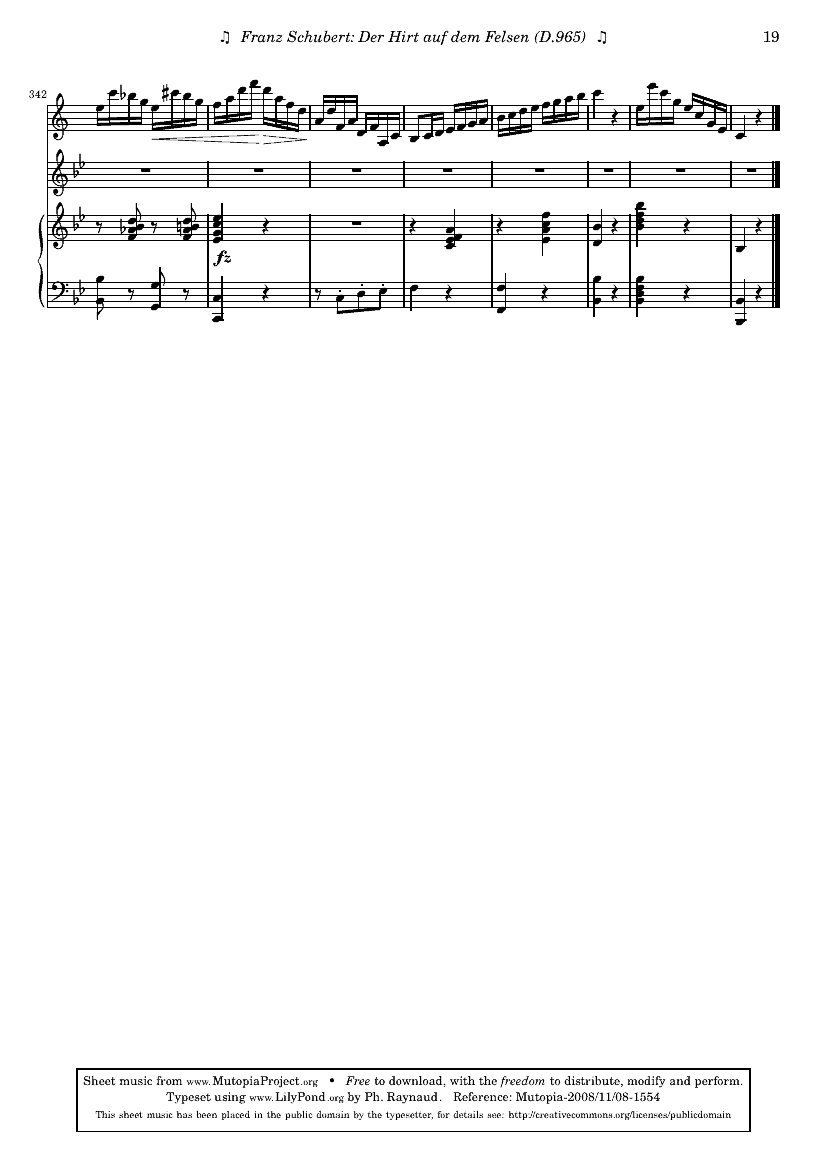 ♫ Franz Schubert: Der Hirt auf dem Felsen (D.965) ♫ 19
342
fz
Sheet music from www.MutopiaProject.org • Free to download, with the freedom to distribute, modify and perform.
Typeset using www.LilyPond.org by Ph. Raynaud. Reference: Mutopia-2008/11/08-1554
This sheet music has been placed in the public domain by the typesetter, for details see: http://creativecommons.org/licenses/publicdomain